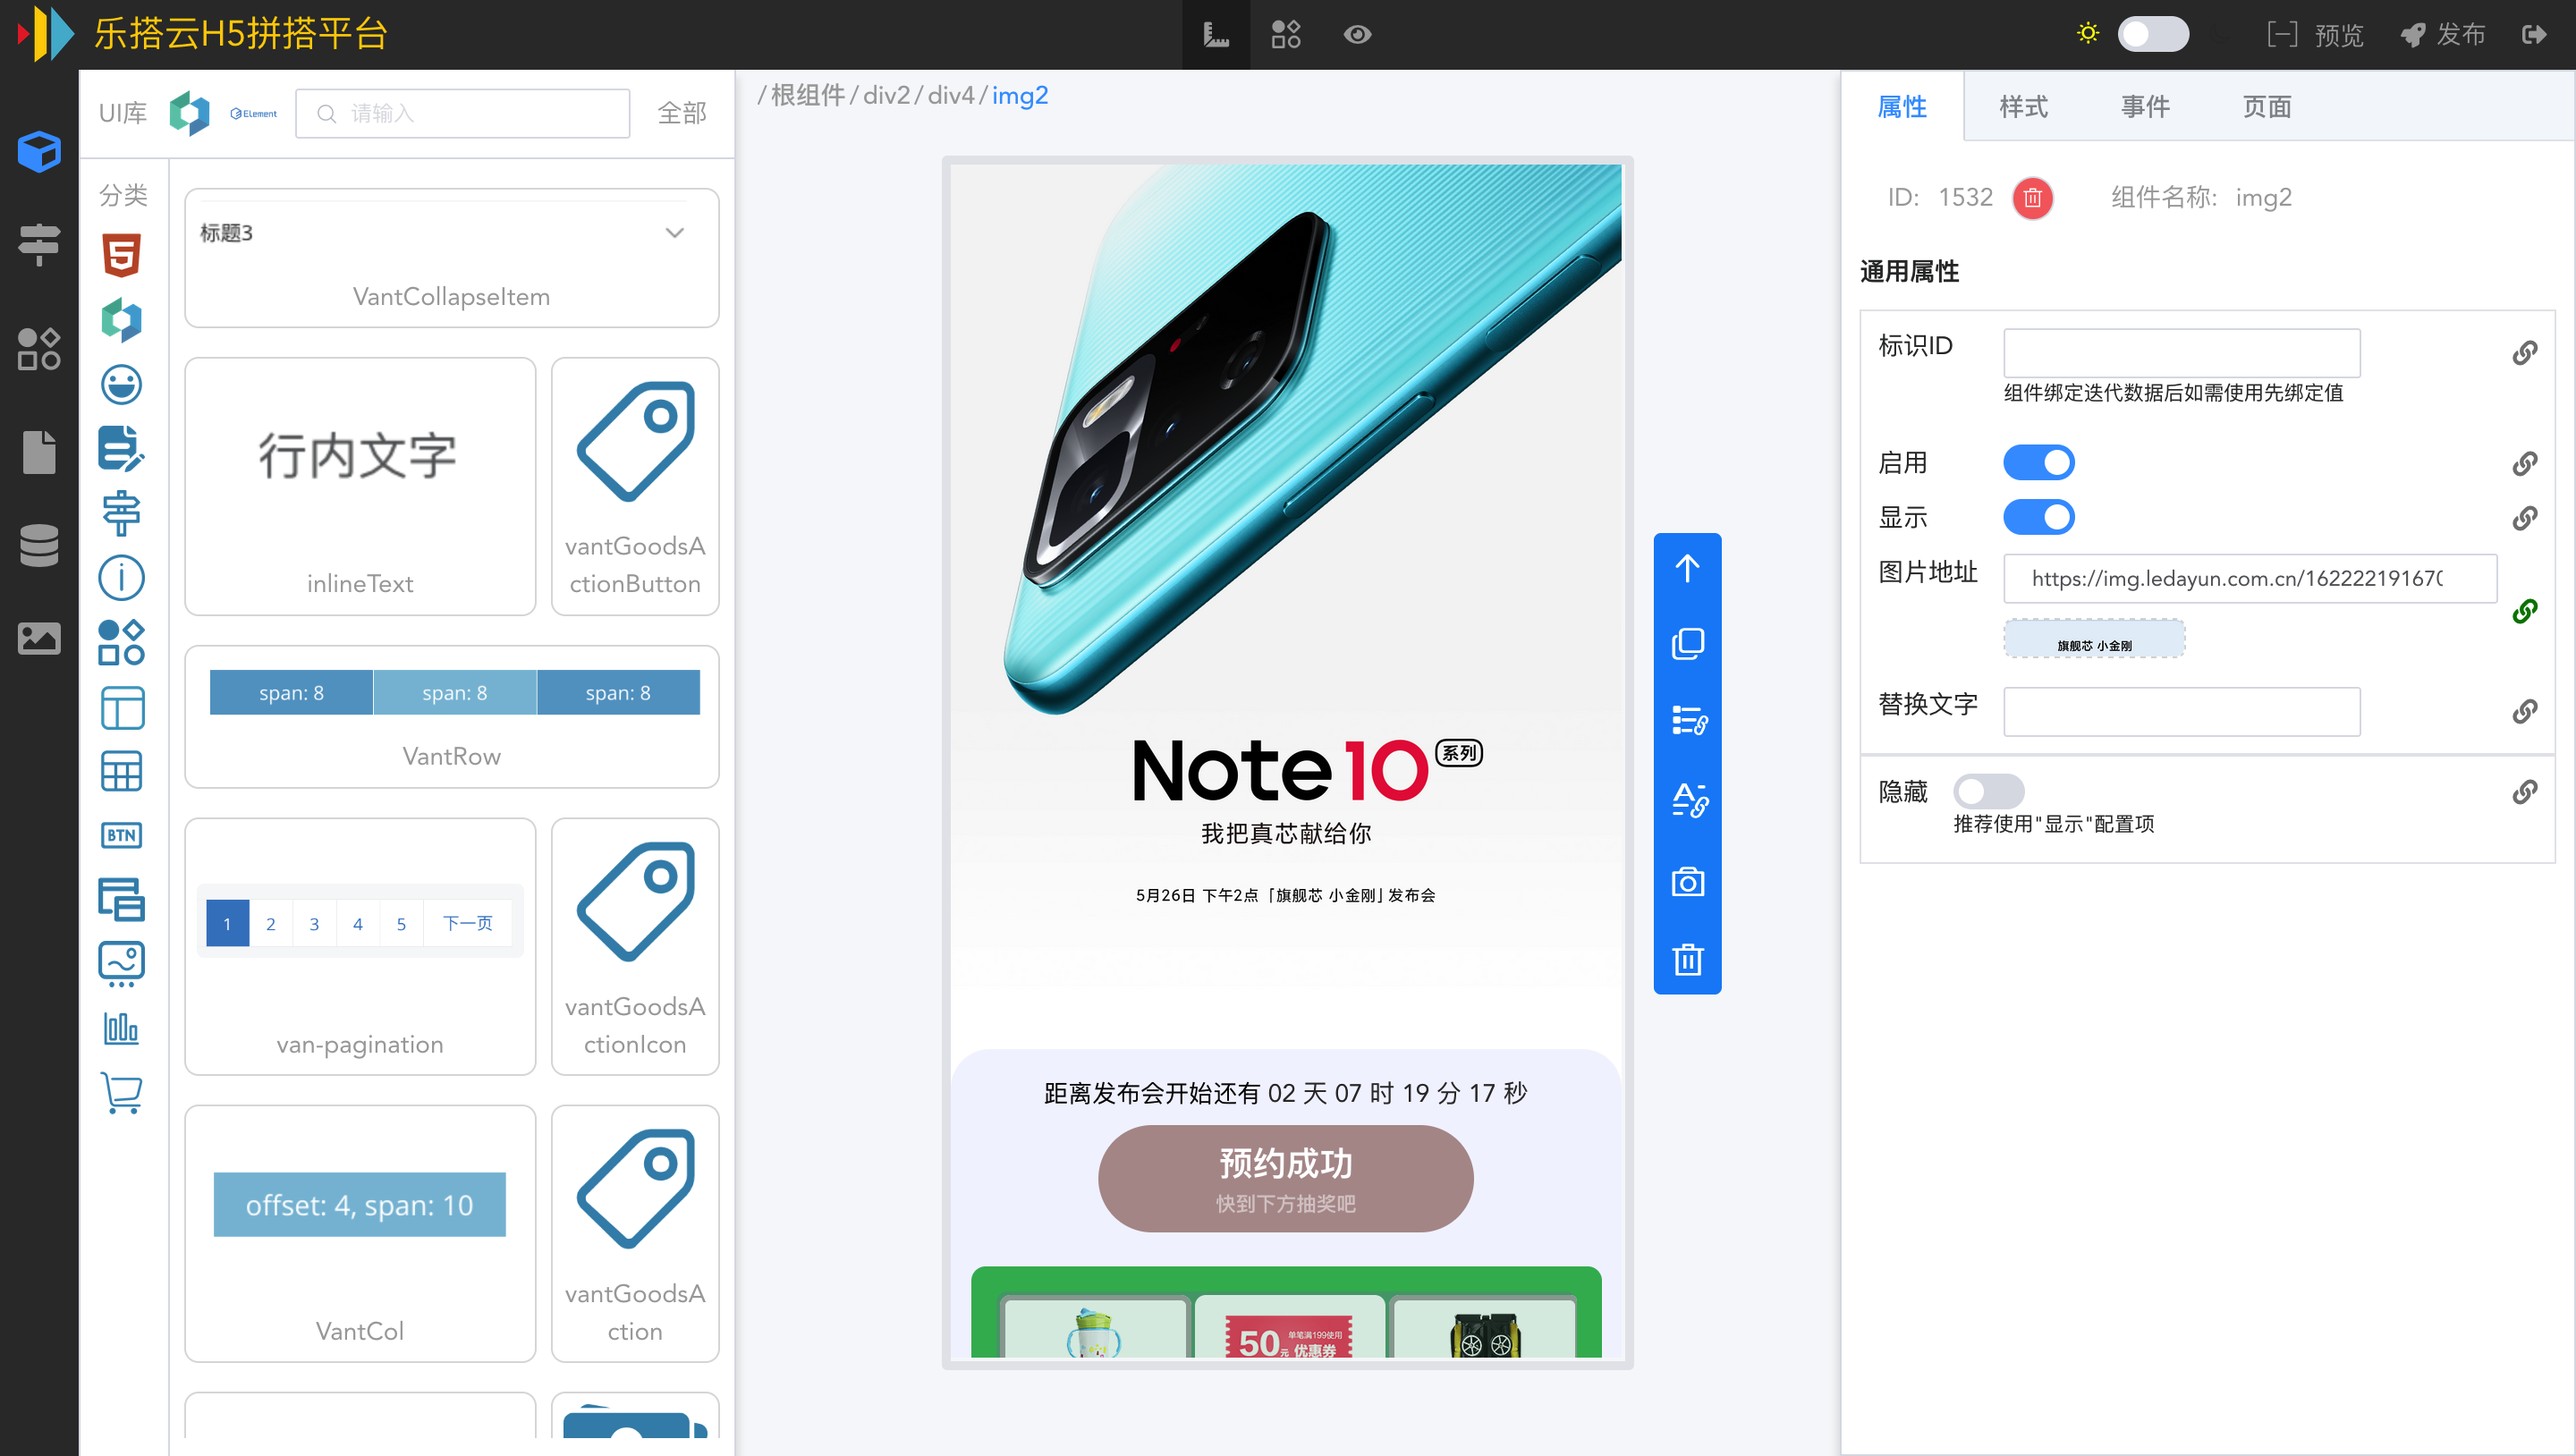 乐搭云H5拼搭平台
预览
发布
UI库
Element
请输入
全部
分类
标题3
VantCollapseItem
行内文字
inlineText
vantGoodsA
ctionButton
span: 8
span: 8
span: 8
VantRow
1
2
3
4
5
下一页
van-pagination
vantGoodsA
ctionIcon
offset: 4, span: 10
VantCol
vantGoodsA
ction
BTN
/根组件/div2/div4/img2
Note 10 系列
我把真芯献给你
5月26日 下午2点「旗舰芯 小金刚」发布会
距离发布会开始还有 02 天 07 时 19 分 17 秒
预约成功
快到下方抽奖吧
50元
单笔满199使用
优惠券
属性
样式
事件
页面
ID: 1532
组件名称: img2
通用属性
标识ID
组件绑定迭代数据后如需使用先绑定值
启用
显示
图片地址
https://img.ledayun.com.cn/16222219167
旗舰芯 小金刚
替换文字
隐藏
推荐使用"显示"配置项